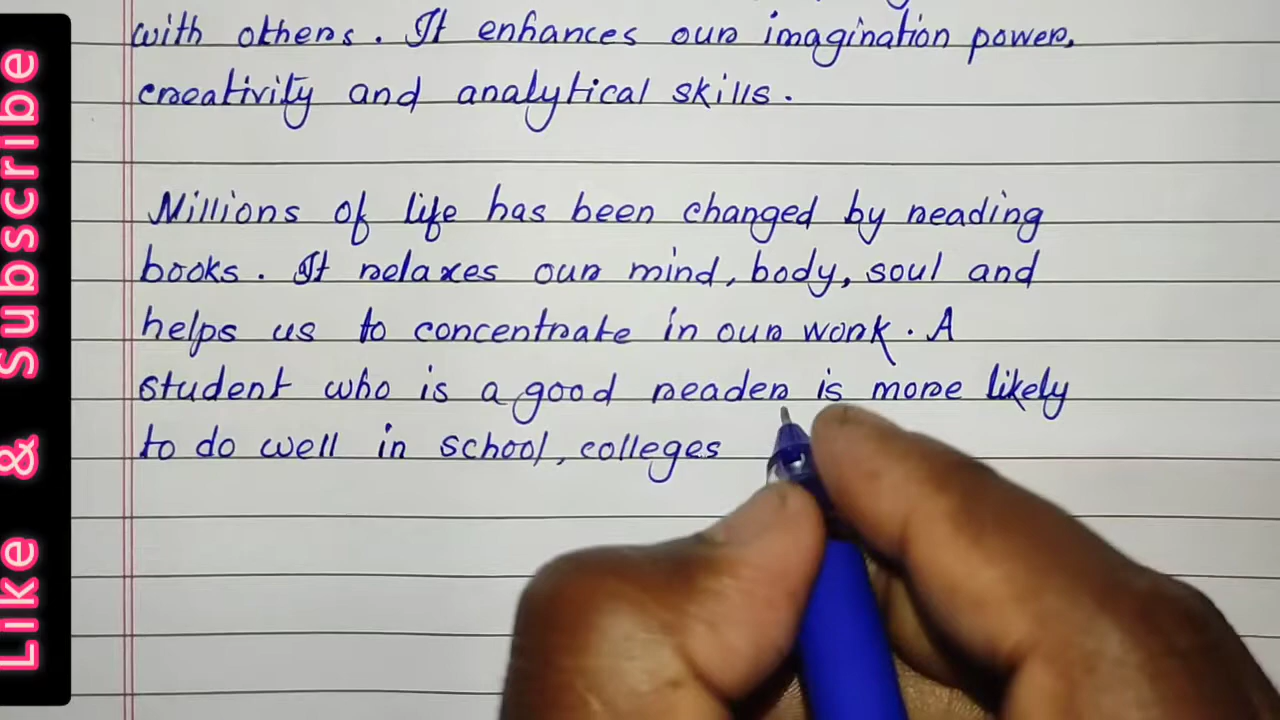 with others. It enhances our imagination power,
creativity and analytical skills.
Millions of life has been changed by reading
books. It relaxes our mind, body, soul and
helps us to concentrate in our work. A
student who is a good reader is more likely
to do well in school, colleges
Like & Subscribe